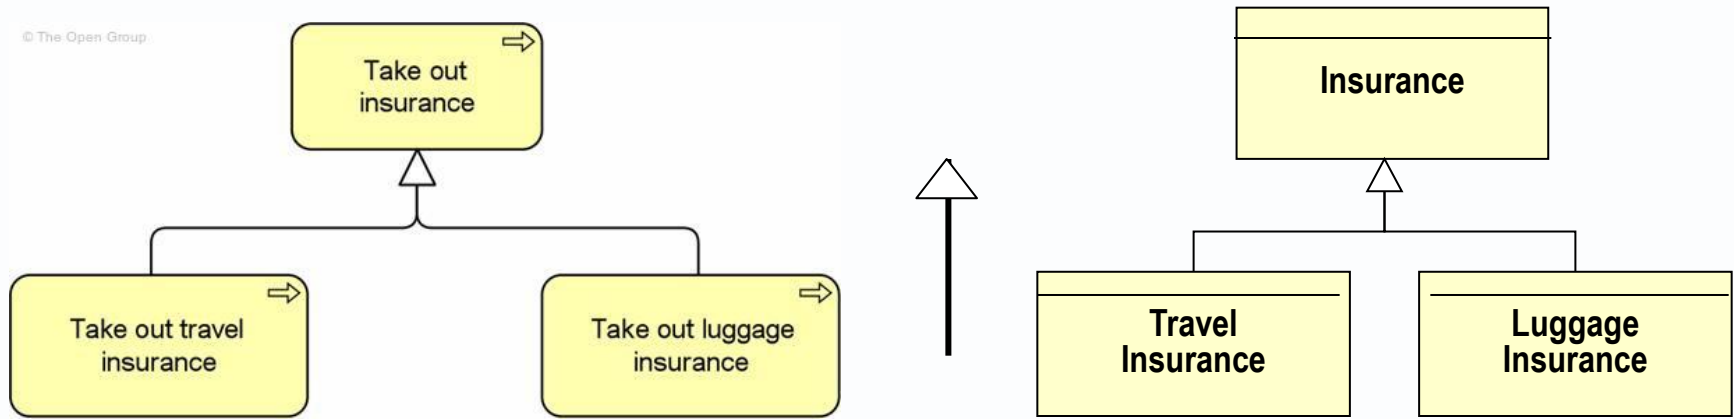 © The Open Group
Take out
insurance
Take out travel
insurance
Take out luggage
insurance
Insurance
Travel
Insurance
Luggage
Insurance